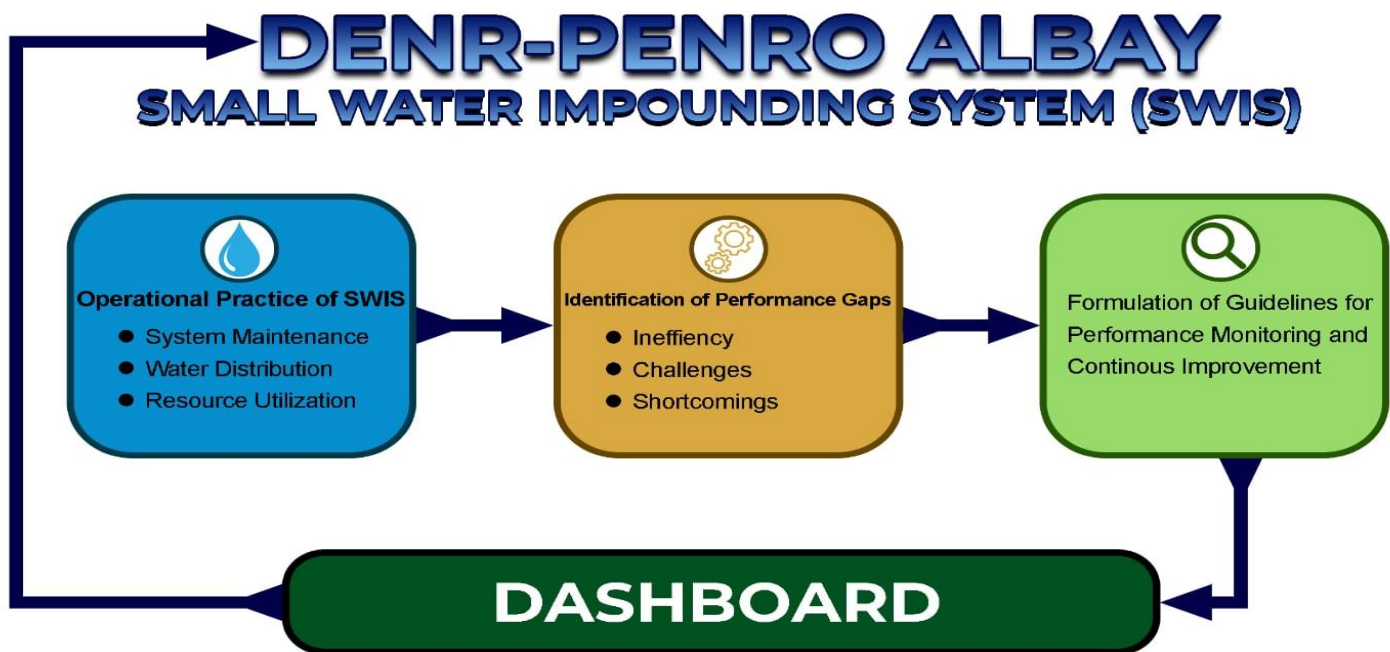 DENR-PENRO ALBAY
SMALL WATER IMPOUNDING SYSTEM (SWIS)
Operational Practice of SWIS
● System Maintenance
● Water Distribution
● Resource Utilization
Identification of Performance Gaps
● Ineffiency
● Challenges
● Shortcomings
Formulation of Guidelines for
Performance Monitoring and
Continous Improvement
DASHBOARD